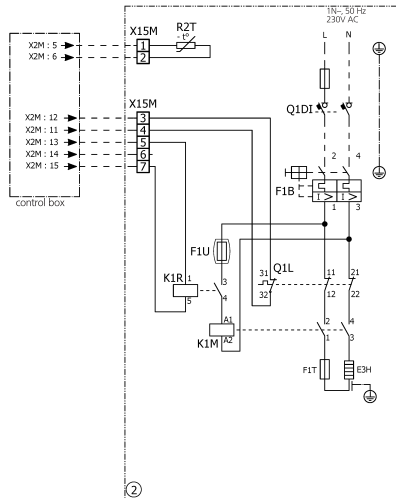 1N~, 50 Hz
230V AC
L N
X15M
R2T
- t°
X2M : 5
1
X2M : 6
2
Q1DI
X15M
X2M : 12
3
X2M : 11
4
X2M : 13
5
X2M : 14
6
X2M : 15
7
control box
2 4
F1B
I > I >
1 3
F1U
K1R
1
5
3
4
31
Q1L
32
11
12
21
22
K1M
A1
A2
2
1
4
3
F1T
E3H
2